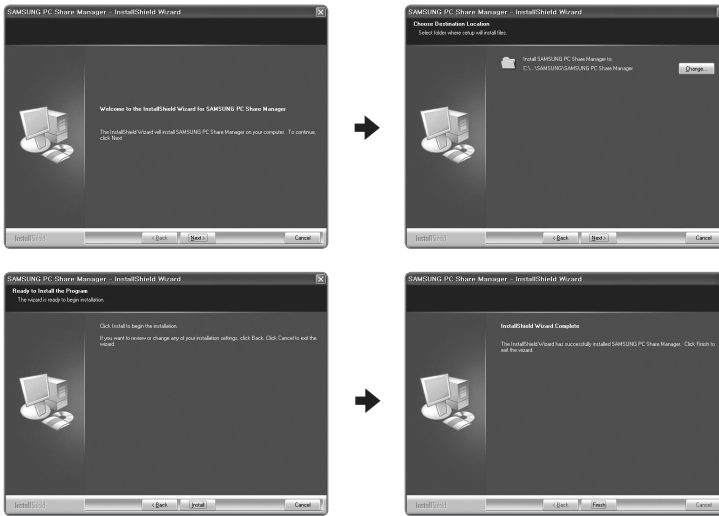 SAMSUNG PC Share Manager – InstallShield Wizard
Welcome to the InstallShield Wizard for SAMSUNG PC Share Manager
The InstallShield Wizard will install SAMSUNG PC Share Manager on your computer. To continue,
click Next.
InstallShield
< Back
Next >
Cancel
SAMSUNG PC Share Manager – InstallShield Wizard
Choose Destination Location
Select folder where setup will install files.
Install SAMSUNG PC Share Manager to:
C:\...\SAMSUNG\SAMSUNG PC Share Manager
Change...
InstallShield
< Back
Next >
Cancel
SAMSUNG PC Share Manager – InstallShield Wizard
Ready to Install the Program
The wizard is ready to begin installation.
Click Install to begin the installation.
If you want to review or change any of your installation settings, click Back. Click Cancel to exit the
wizard.
InstallShield
< Back
Install
Cancel
SAMSUNG PC Share Manager – InstallShield Wizard
InstallShield Wizard Complete
The InstallShield Wizard has successfully installed SAMSUNG PC Share Manager. Click Finish to
exit the wizard.
InstallShield
< Back
Finish
Cancel